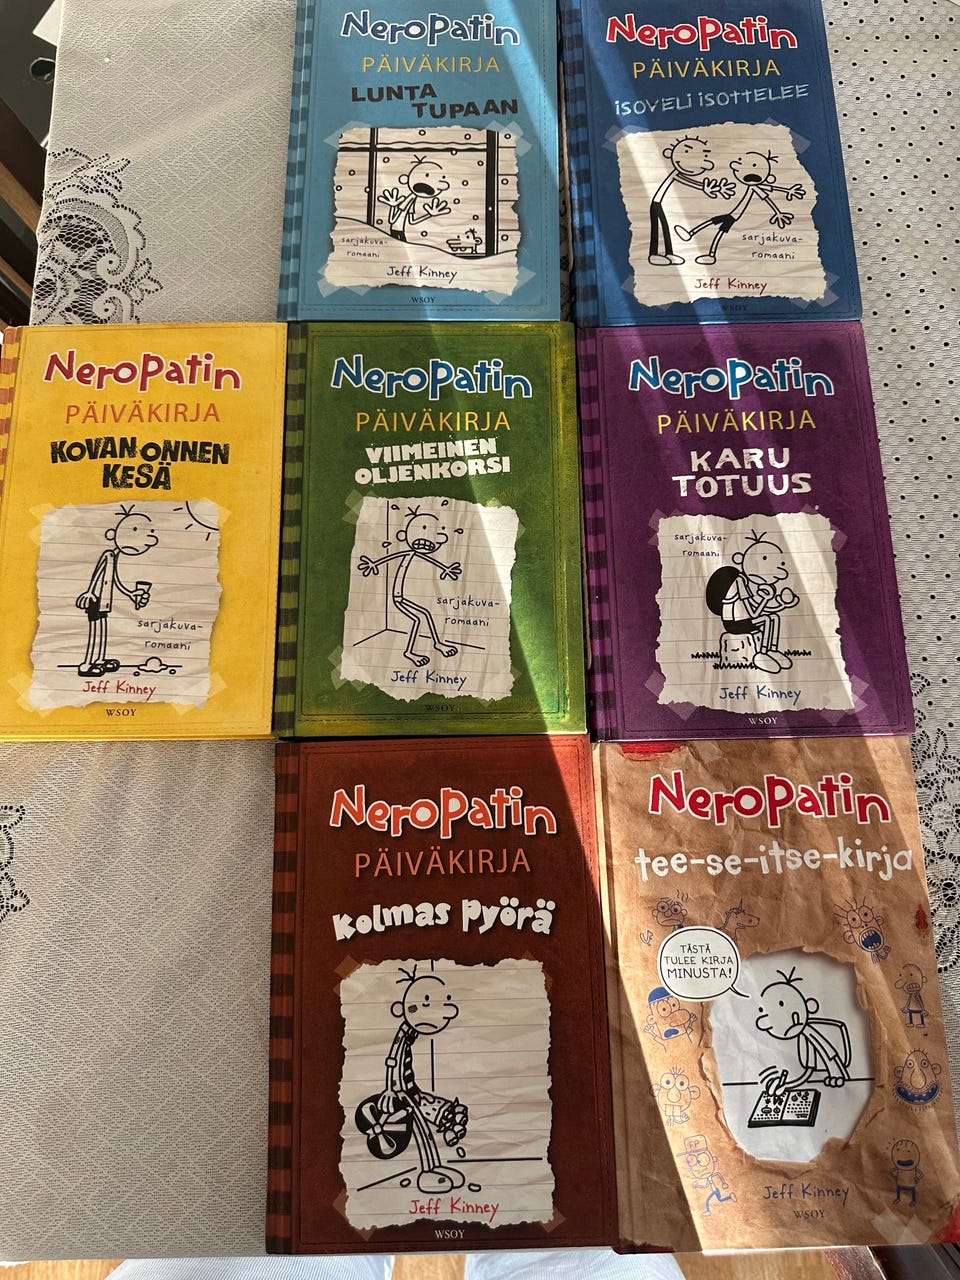 NeroPatin
PÄIVÄKIRJA
LUNTA
TUPAAN
sarjakuva-
romaani
Jeff Kinney
WSOY
NeroPatin
PÄIVÄKIRJA
iSOVELi iSOTTELEE
sarjakuva-
romaani
Jeff Kinney
WSOY
NeroPatin
PÄIVÄKIRJA
KOVAN ONNEN
KESÄ
sarjakuva-
romaani
Jeff Kinney
WSOY
NeroPatin
PÄIVÄKIRJA
VIIMEINEN
OLJENKORSI
sarjakuva-
romaani
Jeff Kinney
WSOY
NeroPatin
PÄIVÄKIRJA
KARU
TOTUUS
sarjakuva-
romaani
Jeff Kinney
WSOY
NeroPatin
PÄIVÄKIRJA
Kolmas pyörä
Jeff Kinney
WSOY
NeroPatin
tee-se-itse-kirja
TÄSTÄ
TULEE KIRJA
MINUSTA!
FP
Jeff Kinney
WSOY